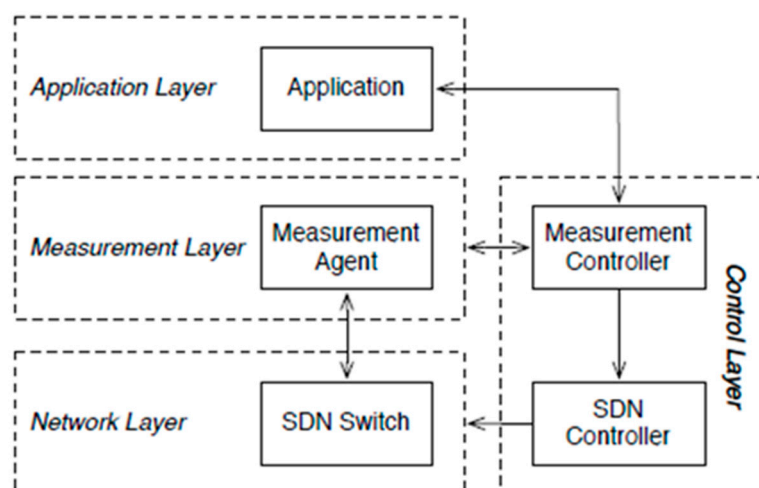 Application Layer
Application
Measurement Layer
Measurement
Agent
Measurement
Controller
Control Layer
Network Layer
SDN Switch
SDN
Controller